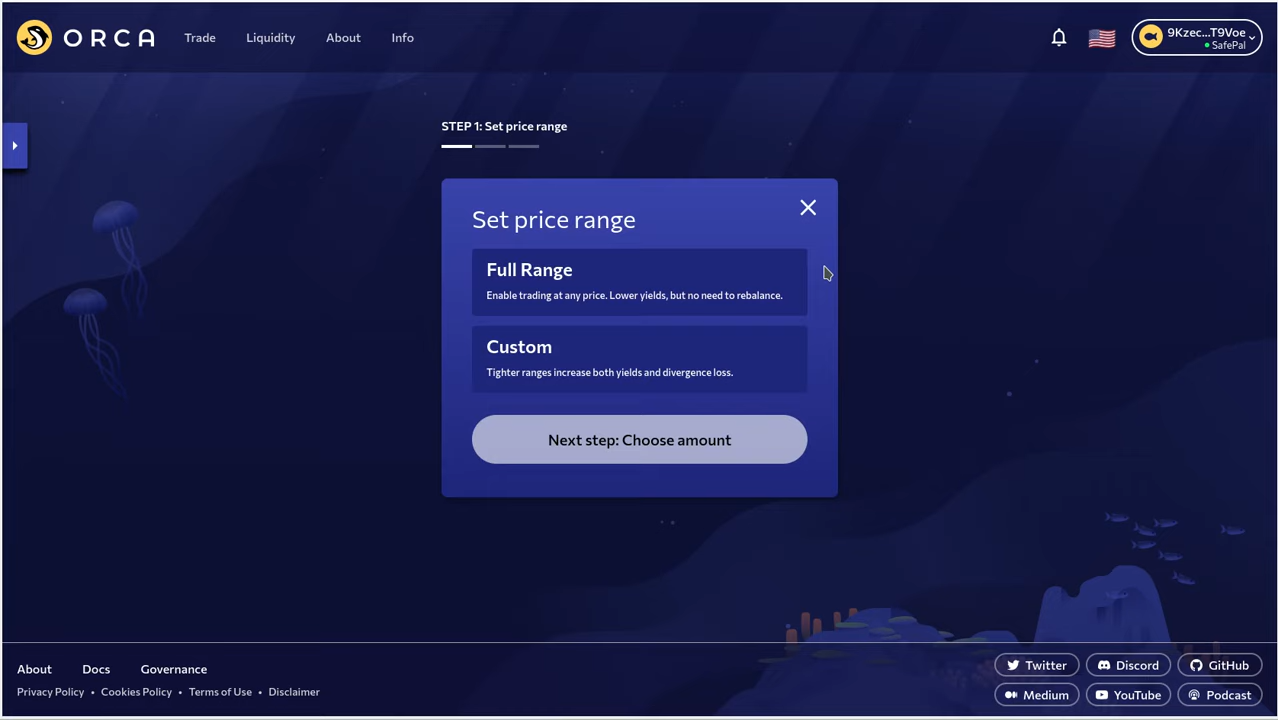 ORCA
Trade
Liquidity
About
Info
9Kzec...T9Voe
SafePal
STEP 1: Set price range
Set price range
Full Range
Enable trading at any price. Lower yields, but no need to rebalance.
Custom
Tighter ranges increase both yields and divergence loss.
Next step: Choose amount
About
Docs
Governance
Privacy Policy • Cookies Policy • Terms of Use • Disclaimer
Twitter
Discord
GitHub
Medium
YouTube
Podcast